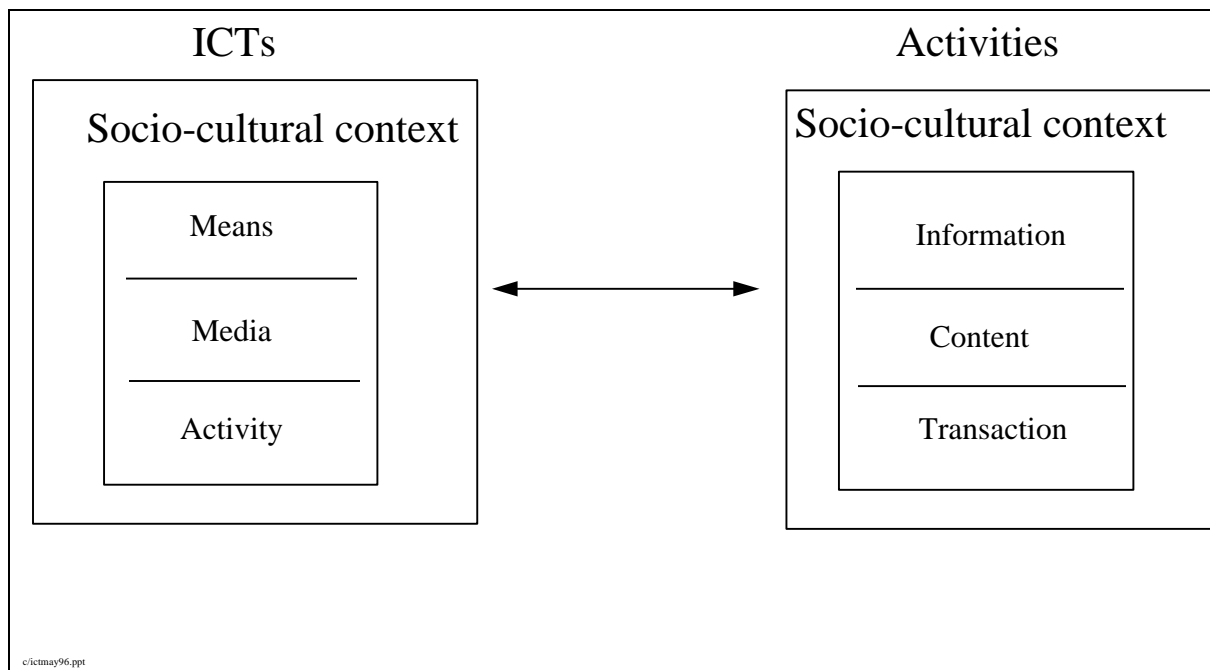 ICTs
Socio-cultural context
Means
Media
Activity
Activities
Socio-cultural context
Information
Content
Transaction
c/ictmay96.ppt